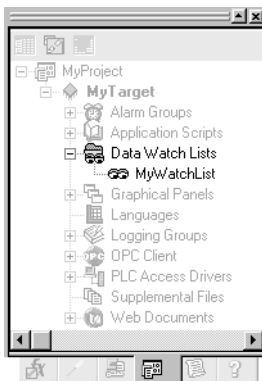 MyProject
MyTarget
Alarm Groups
Application Scripts
Data Watch Lists
MyWatchList
Graphical Panels
Languages
Logging Groups
OPC Client
PLC Access Drivers
Supplemental Files
Web Documents